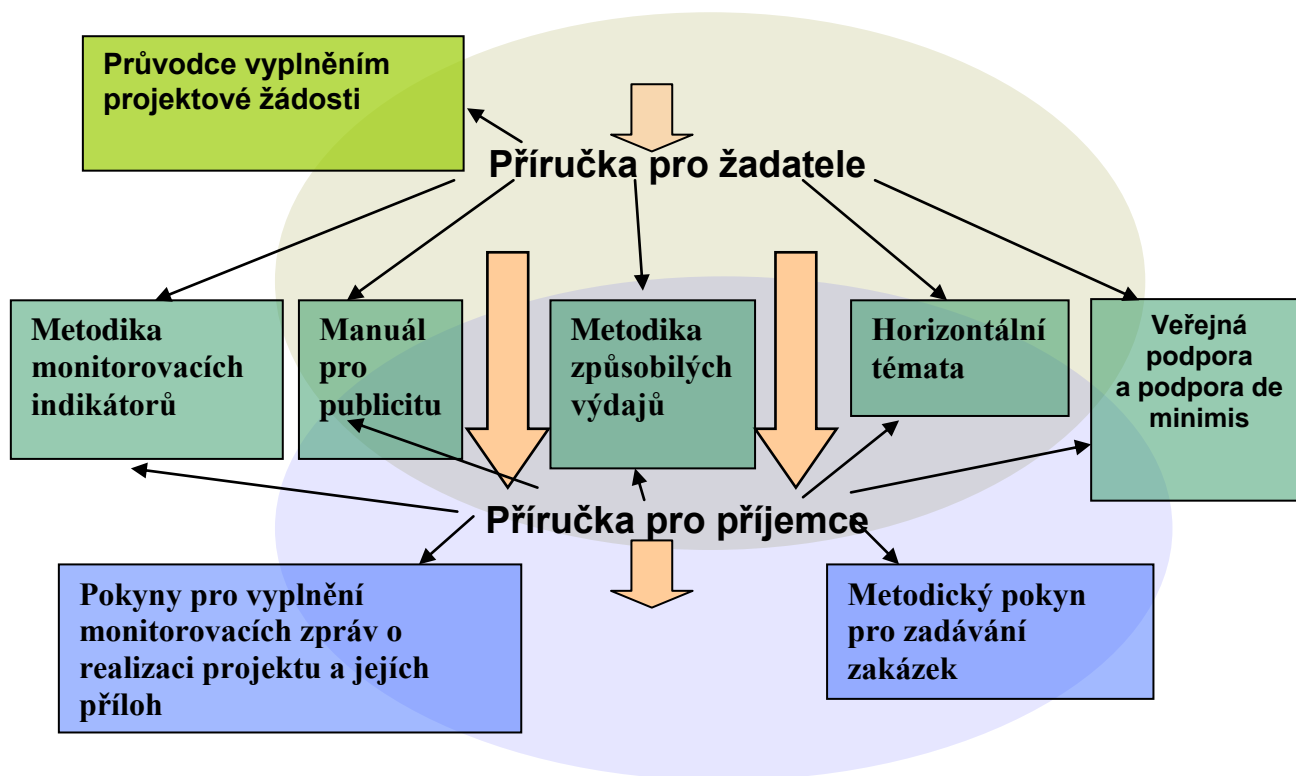 Průvodce vyplněním
projektové žádosti
Příručka pro žadatele
Metodika
monitorovacích
indikátorů
Manuál
pro
publicitu
Metodika
způsobilých
výdajů
Horizontální
témata
Veřejná
podpora
a podpora de
minimis
Příručka pro příjemce
Pokyny pro vyplnění
monitorovacích zpráv o
realizaci projektu a jejích
příloh
Metodický pokyn
pro zadávání
zakázek